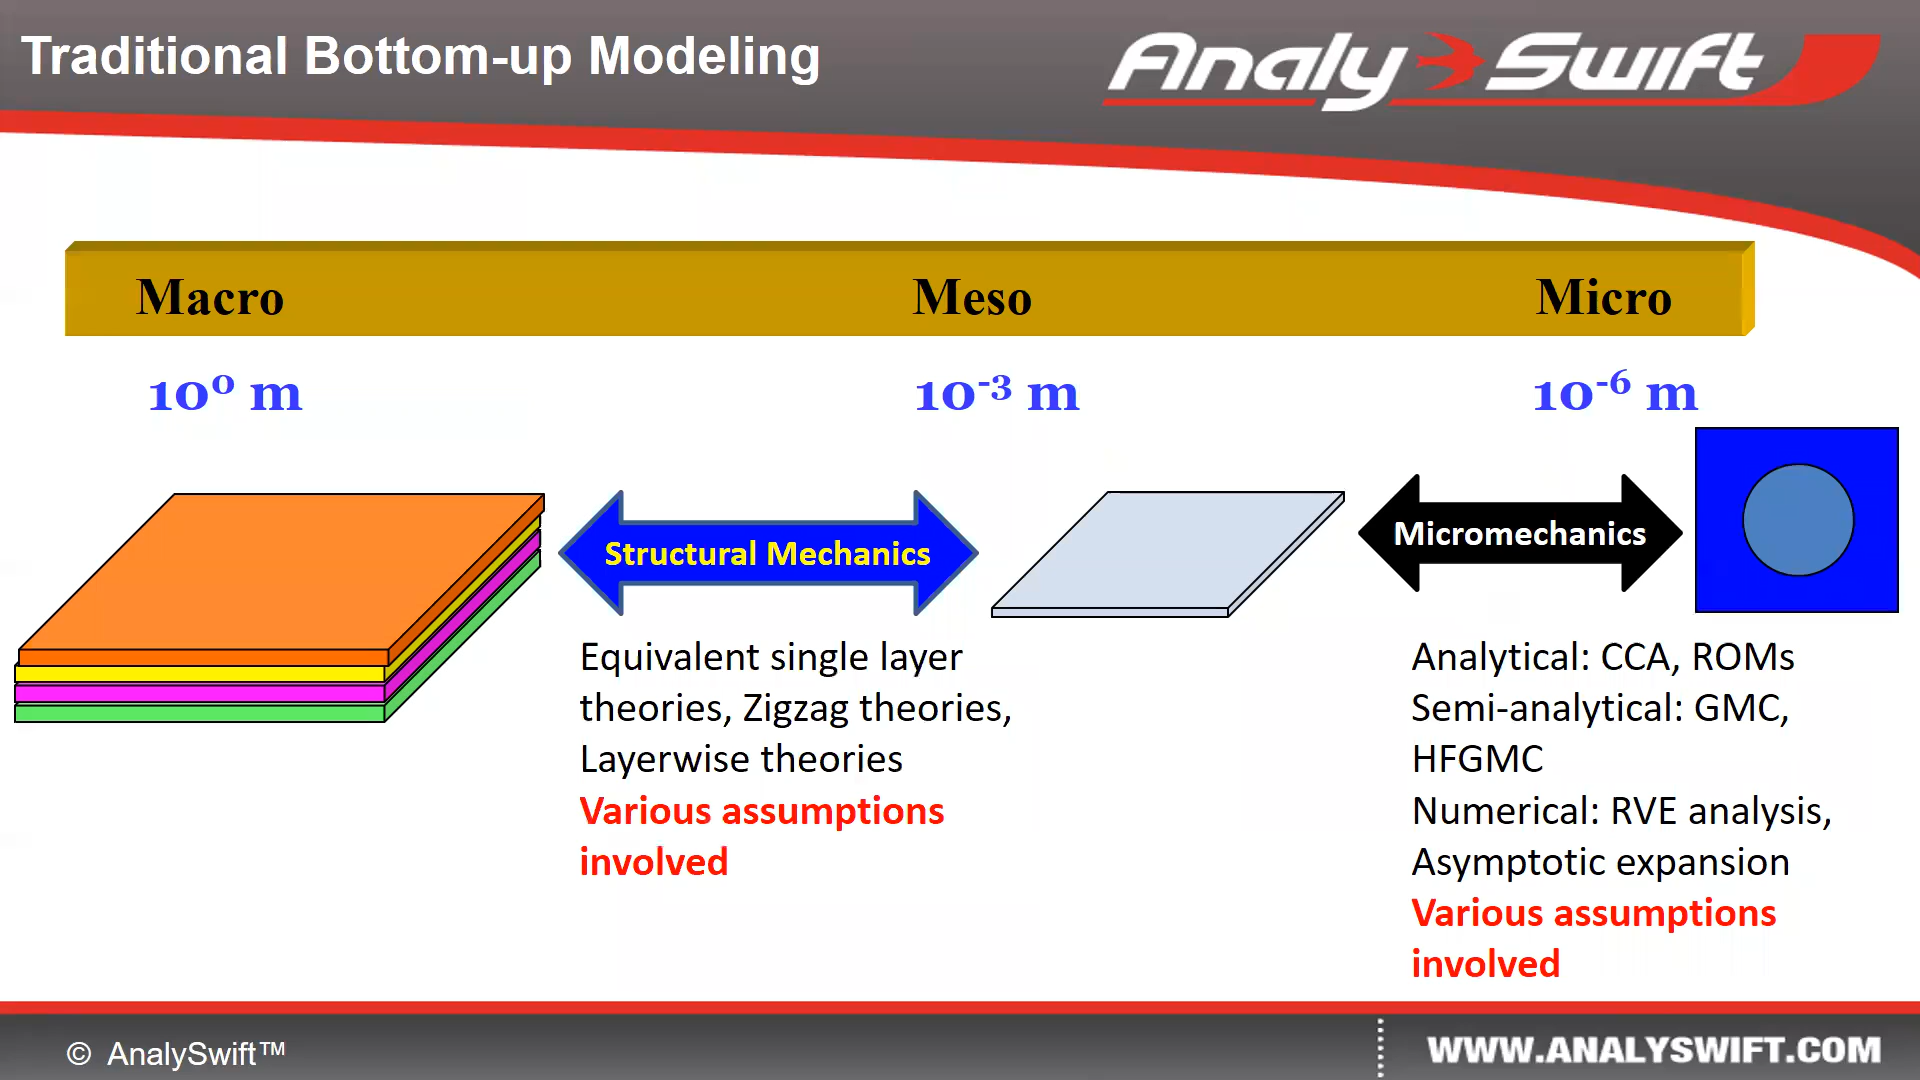 Traditional Bottom-up Modeling
Analy Swift
Macro Meso Micro
10⁰ m 10⁻³ m 10⁻⁶ m
Structural Mechanics
Micromechanics
Equivalent single layer
theories, Zigzag theories,
Layerwise theories
Various assumptions
involved
Analytical: CCA, ROMs
Semi-analytical: GMC,
HFGMC
Numerical: RVE analysis,
Asymptotic expansion
Various assumptions
involved
© AnalySwift™
WWW.ANALYSWIFT.COM